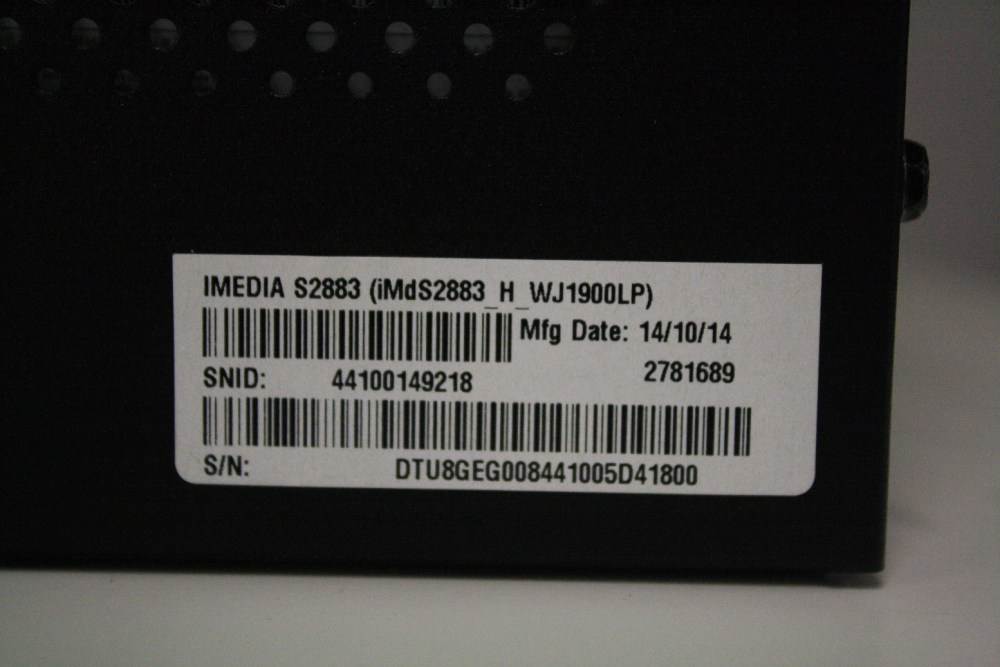 IMEDIA S2883 (iMdS2883_H_WJ1900LP)
Mfg Date: 14/10/14
SNID: 44100149218 2781689
S/N: DTU8GEG008441005D41800